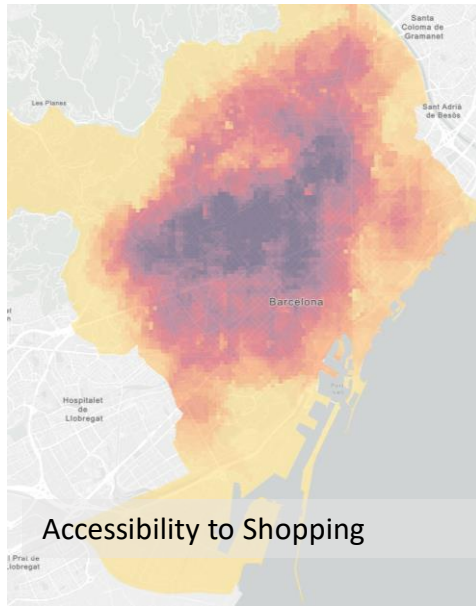 Santa
Coloma de
Gramanet
Les Planes
Sant Adrià
de Besòs
Barcelona
Hospitalet
de
Llobregat
Accessibility to Shopping
l Prat de
Llobregat